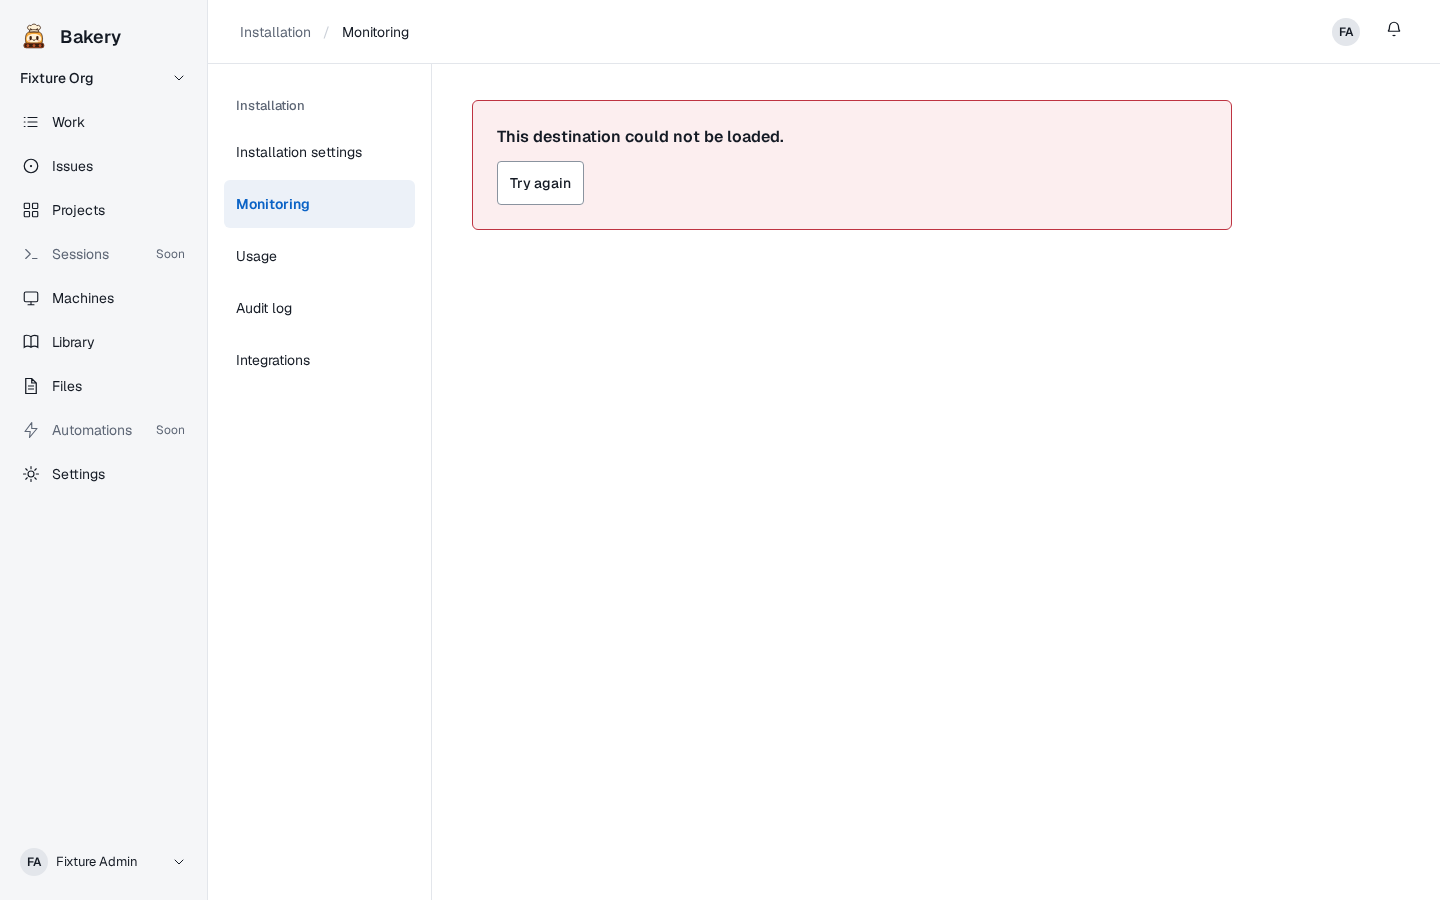 Bakery
Fixture Org
Work
Issues
Projects
Sessions Soon
Machines
Library
Files
Automations Soon
Settings
FA Fixture Admin
Installation / Monitoring
FA
Installation
Installation settings
Monitoring
Usage
Audit log
Integrations
This destination could not be loaded.
Try again